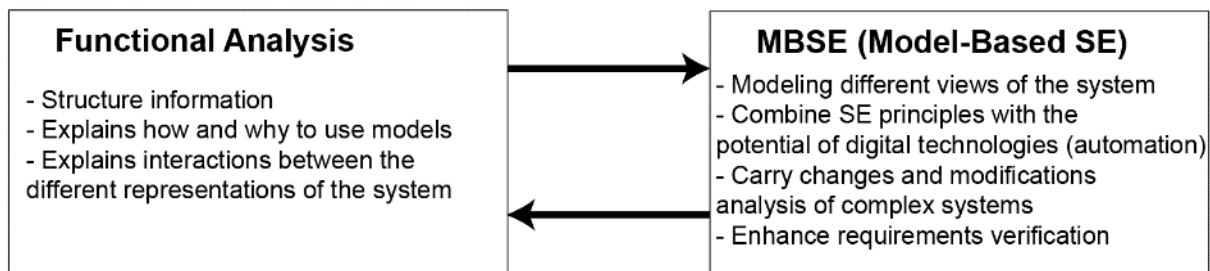 Functional Analysis
- Structure information
- Explains how and why to use models
- Explains interactions between the
different representations of the system
MBSE (Model-Based SE)
- Modeling different views of the system
- Combine SE principles with the
potential of digital technologies (automation)
- Carry changes and modifications
analysis of complex systems
- Enhance requirements verification